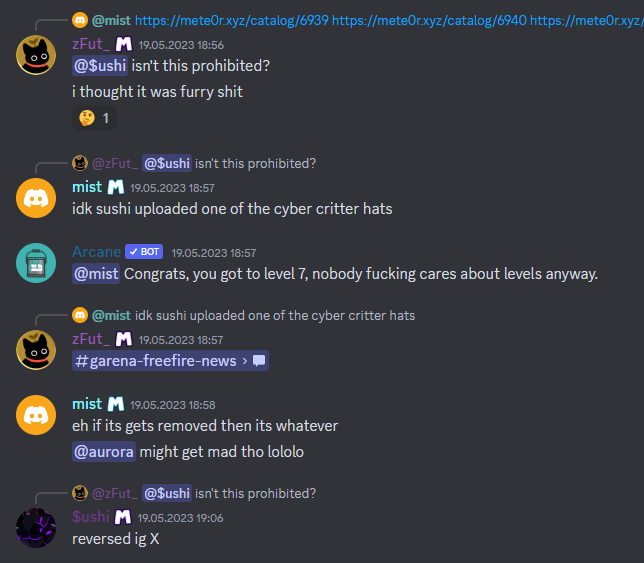 @mist https://mete0r.xyz/catalog/6939 https://mete0r.xyz/catalog/6940 https://mete0r.xyz/
zFut_ M 19.05.2023 18:56
@$ushi isn't this prohibited?
i thought it was furry shit
🤔 1
@zFut_ @$ushi isn't this prohibited?
mist M 19.05.2023 18:57
idk sushi uploaded one of the cyber critter hats
Arcane ✓ BOT 19.05.2023 18:57
@mist Congrats, you got to level 7, nobody fucking cares about levels anyway.
@mist idk sushi uploaded one of the cyber critter hats
zFut_ M 19.05.2023 18:57
#garena-freefire-news ›
mist M 19.05.2023 18:58
eh if its gets removed then its whatever
@aurora might get mad tho lololo
@zFut_ @$ushi isn't this prohibited?
$ushi M 19.05.2023 19:06
reversed ig X